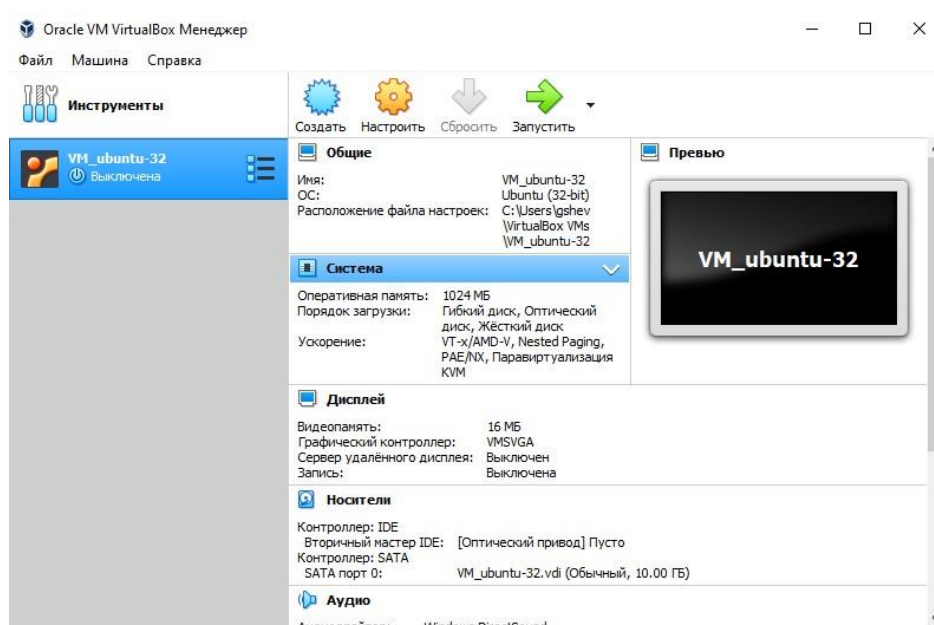 Oracle VM VirtualBox Менеджер
Файл Машина Справка
Инструменты
Создать Настроить Сбросить Запустить
VM_ubuntu-32
Выключена
Общие
Имя: VM_ubuntu-32
ОС: Ubuntu (32-bit)
Расположение файла настроек: C:\Users\gshev
\VirtualBox VMs
\VM_ubuntu-32
Превью
VM_ubuntu-32
Система
Оперативная память: 1024 МБ
Порядок загрузки: Гибкий диск, Оптический
диск, Жёсткий диск
Ускорение: VT-x/AMD-V, Nested Paging,
PAE/NX, Паравиртуализация
KVM
Дисплей
Видеопамять: 16 МБ
Графический контроллер: VMSVGA
Сервер удалённого дисплея: Выключен
Запись: Выключена
Носители
Контроллер: IDE
Вторичный мастер IDE: [Оптический привод] Пусто
Контроллер: SATA
SATA порт 0: VM_ubuntu-32.vdi (Обычный, 10.00 ГБ)
Аудио